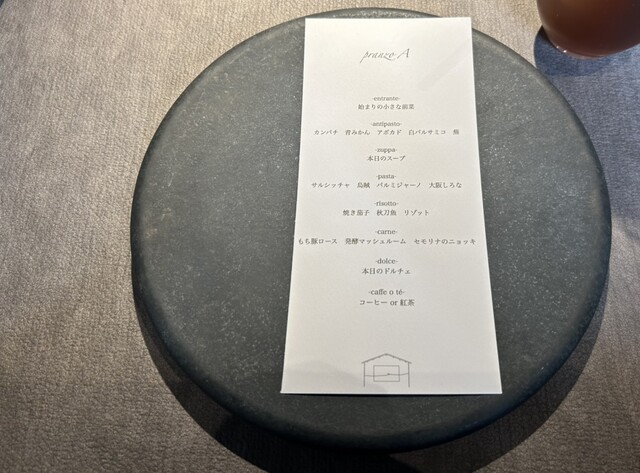 pranzo A
-entrante-
始まりの小さな前菜
-antipasto-
カンパチ 青みかん アボカド 白バルサミコ 柿
-zuppa-
本日のスープ
-pasta-
サルシッチャ 烏賊 パルミジャーノ 大阪しろな
-risotto-
焼き茄子 秋刀魚 リゾット
-carne-
もち豚ロース 発酵マッシュルーム セモリナのニョッキ
-dolce-
本日のドルチェ
-caffe o té-
コーヒー or 紅茶